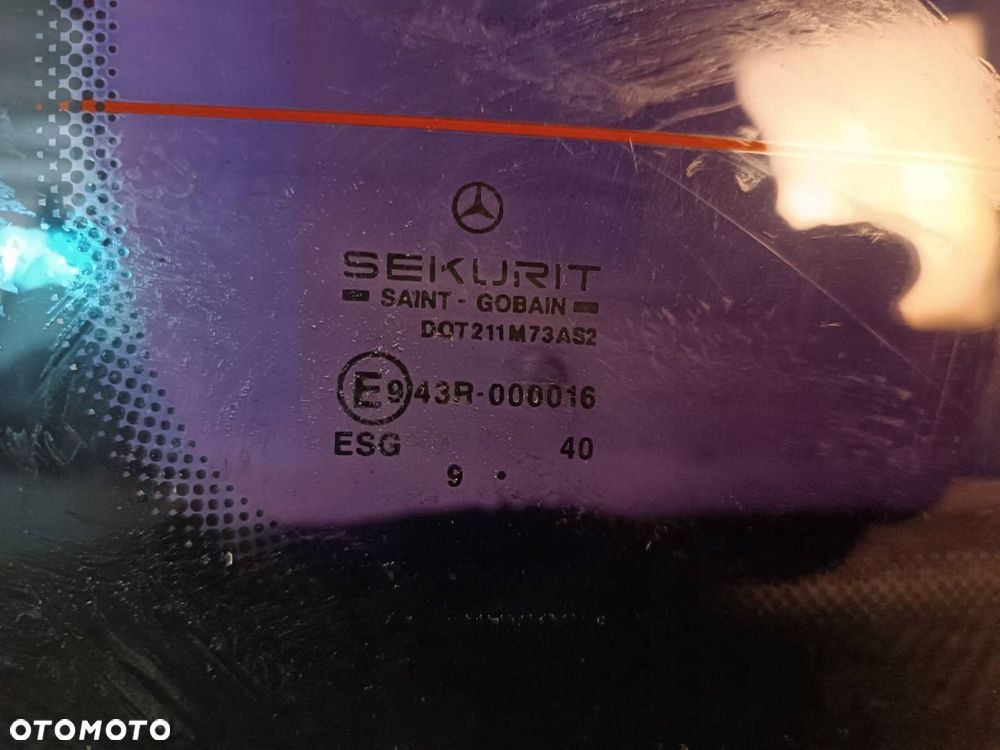 SEKURIT
SAINT - GOBAIN
DOT211M73AS2
E9 43R-000016
ESG 40
9 •
OTOMOTO